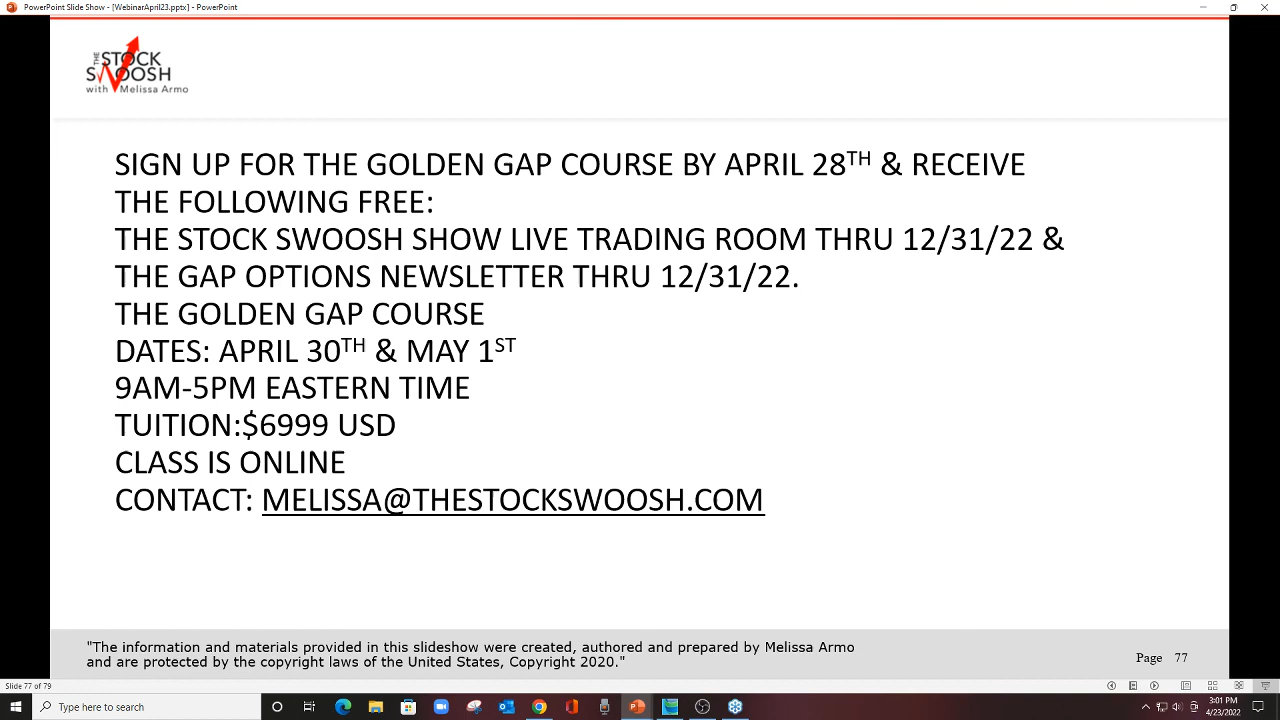 PowerPoint Slide Show - [WebinarApril23.pptx] - PowerPoint
THE STOCK
SWOOSH
with Melissa Armo
SIGN UP FOR THE GOLDEN GAP COURSE BY APRIL 28TH & RECEIVE
THE FOLLOWING FREE:
THE STOCK SWOOSH SHOW LIVE TRADING ROOM THRU 12/31/22 &
THE GAP OPTIONS NEWSLETTER THRU 12/31/22.
THE GOLDEN GAP COURSE
DATES: APRIL 30TH & MAY 1ST
9AM-5PM EASTERN TIME
TUITION:$6999 USD
CLASS IS ONLINE
CONTACT: MELISSA@THESTOCKSWOOSH.COM
"The information and materials provided in this slideshow were created, authored and prepared by Melissa Armo
and are protected by the copyright laws of the United States, Copyright 2020."
Page 77
Slide 77 of 79
Type here to search
3:01 PM
4/23/2022